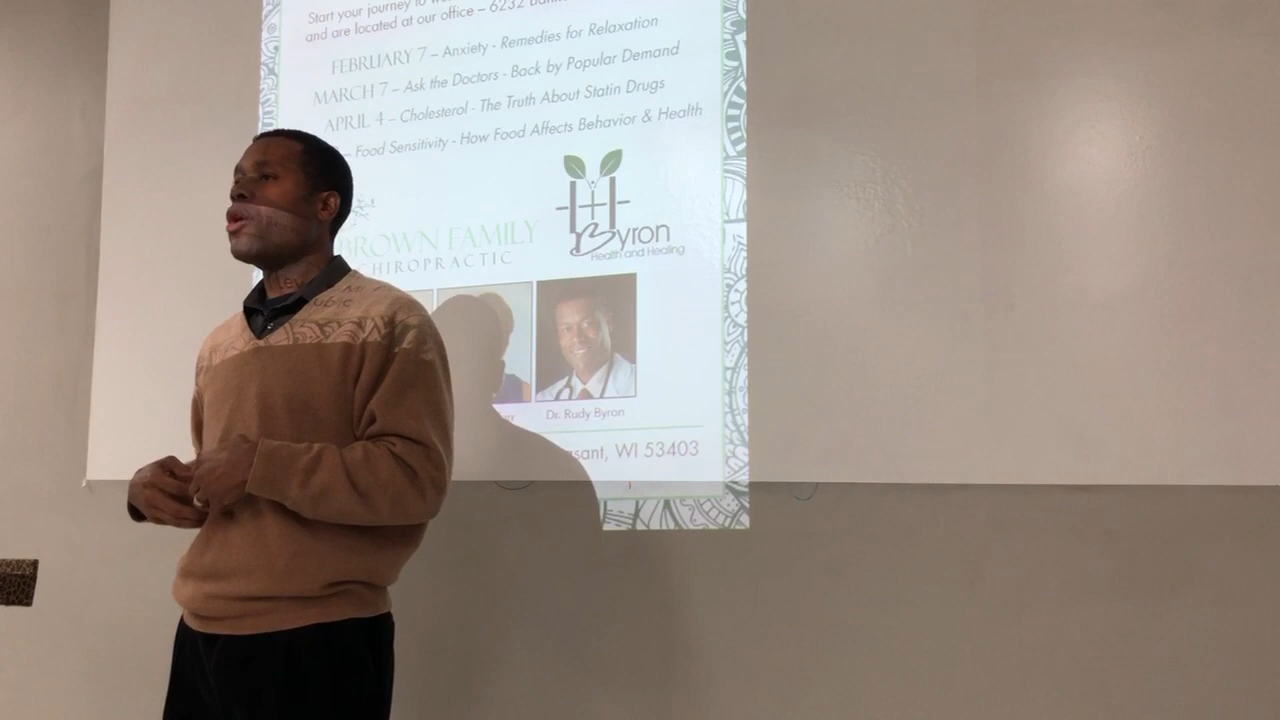 Start your journey to
and are located at our office – 6232
FEBRUARY 7 – Anxiety - Remedies for Relaxation
MARCH 7 – Ask the Doctors - Back by Popular Demand
APRIL 4 – Cholesterol - The Truth About Statin Drugs
– Food Sensitivity - How Food Affects Behavior & Health
BROWN FAMILY
CHIROPRACTIC
H
Byron
Health and Healing
Dr. Rudy Byron
WI 53403